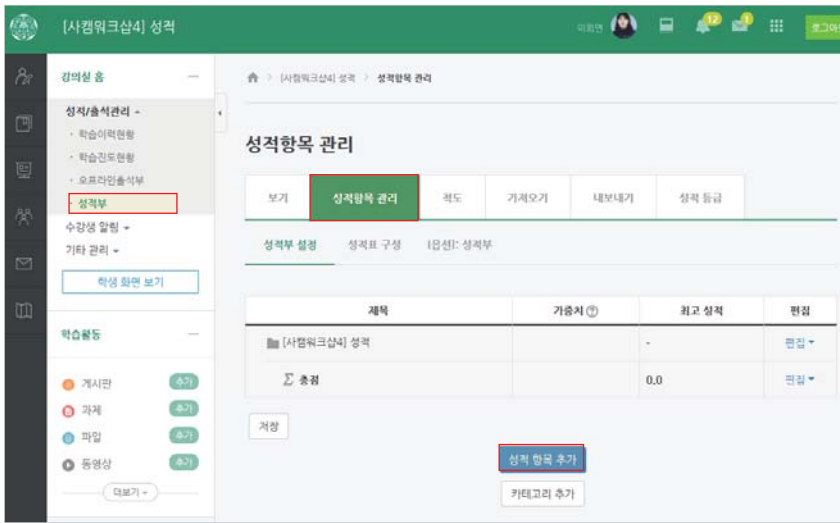 [사캠워크샵4] 성적
이희연
12
1
로그아
강의실 홈
성적/출석관리
학습이력현황
학습진도현황
오프라인출석부
성적부
수강생 알림
기타 관리
학생 화면 보기
학습활동
게시판 추가
과제 추가
파일 추가
동영상 추가
더보기
[사캠워크샵4] 성적 > 성적항목 관리
성적항목 관리
보기 성적항목 관리 척도 가져오기 내보내기 성적 등급
성적부 설정 성적표 구성 [옵션]: 성적부
제목 가중치 최고 성적 편집
[사캠워크샵4] 성적 - 편집
∑ 총점 0.0 편집
저장
성적 항목 추가
카테고리 추가